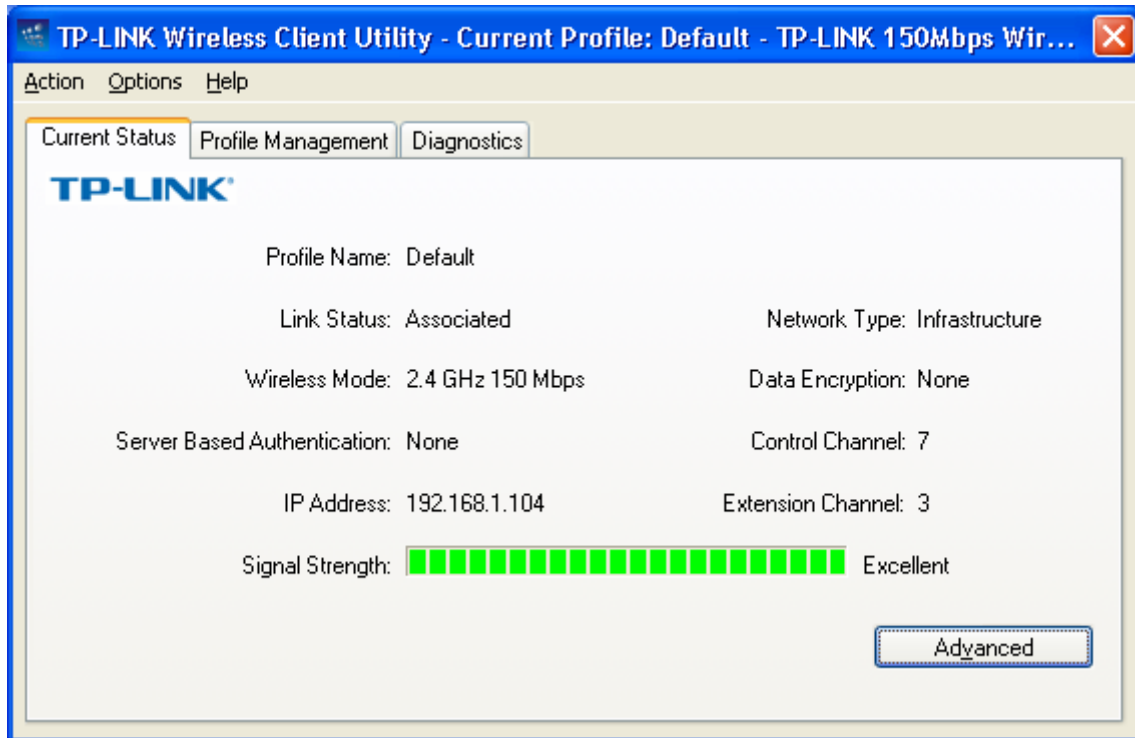 TP-LINK Wireless Client Utility - Current Profile: Default - TP-LINK 150Mbps Wir...
Action Options Help
Current Status Profile Management Diagnostics
TP-LINK®
Profile Name: Default
Link Status: Associated Network Type: Infrastructure
Wireless Mode: 2.4 GHz 150 Mbps Data Encryption: None
Server Based Authentication: None Control Channel: 7
IP Address: 192.168.1.104 Extension Channel: 3
Signal Strength: Excellent
Advanced